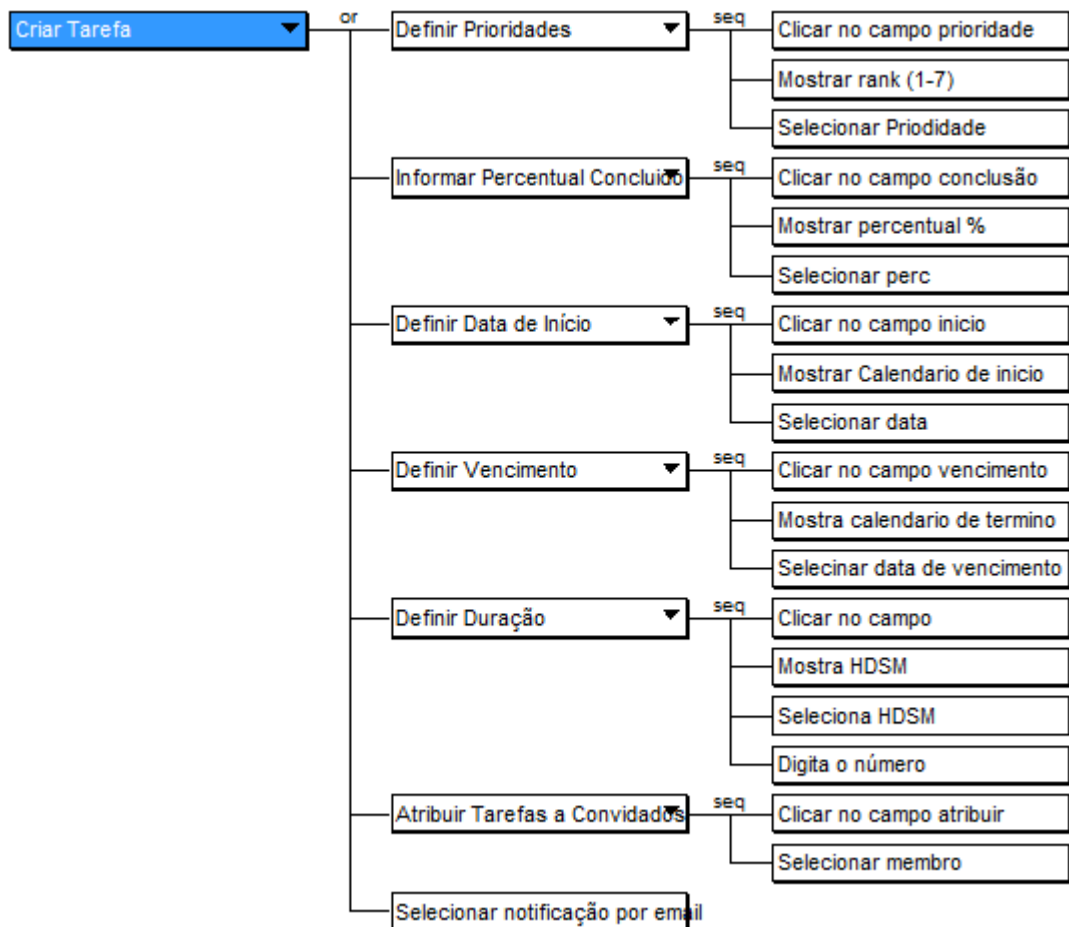 Criar Tarefa
or
Definir Prioridades
seq
Clicar no campo prioridade
Mostrar rank (1-7)
Selecionar Priodidade
Informar Percentual Concluido
seq
Clicar no campo conclusão
Mostrar percentual %
Selecionar perc
Definir Data de Início
seq
Clicar no campo inicio
Mostrar Calendario de inicio
Selecionar data
Definir Vencimento
seq
Clicar no campo vencimento
Mostra calendario de termino
Selecinar data de vencimento
Definir Duração
seq
Clicar no campo
Mostra HDSM
Seleciona HDSM
Digita o número
Atribuir Tarefas a Convidados
seq
Clicar no campo atribuir
Selecionar membro
Selecionar notificação por email